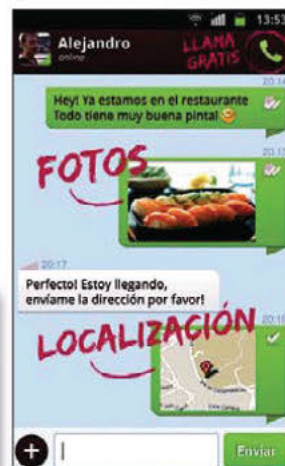 13:53
Alejandro
online
LLAMA
GRATIS
20:14
Hey! Ya estamos en el restaurante
Todo tiene muy buena pinta!
FOTOS
20:17
Perfecto! Estoy llegando,
envíame la dirección por favor!
LOCALIZACIÓN
Enviar